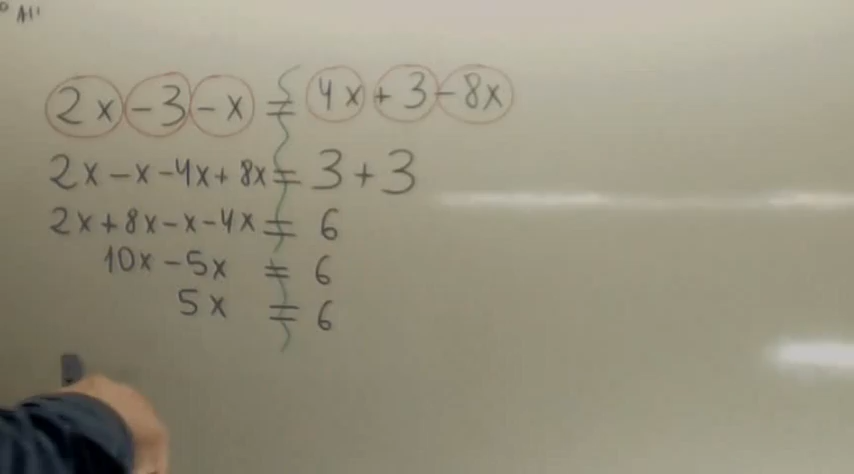 2x - 3 - x = 4x + 3 - 8x
2x - x - 4x + 8x = 3 + 3
2x + 8x - x - 4x = 6
10x - 5x = 6
5x = 6